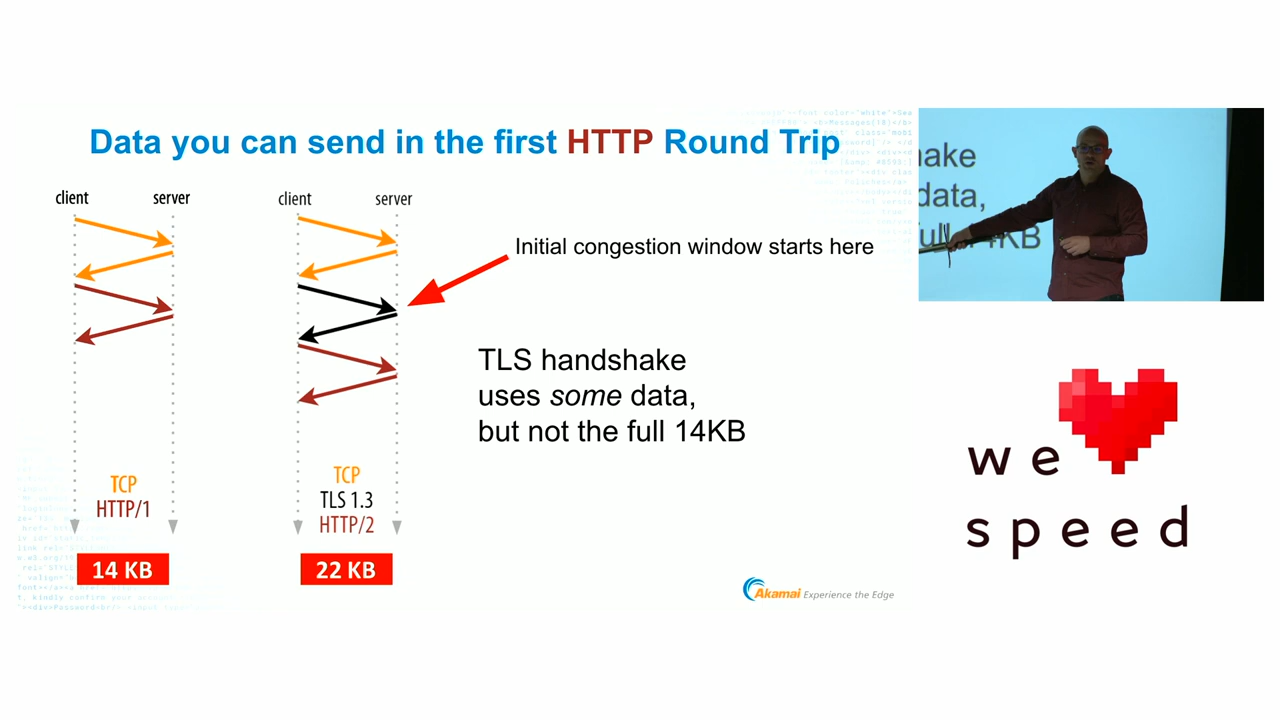 Data you can send in the first HTTP Round Trip
client
server
client
server
Initial congestion window starts here
TLS handshake
uses some data,
but not the full 14KB
TCP
HTTP/1
TCP
TLS 1.3
HTTP/2
14 KB
22 KB
Akamai Experience the Edge
data,
14KB
we
speed